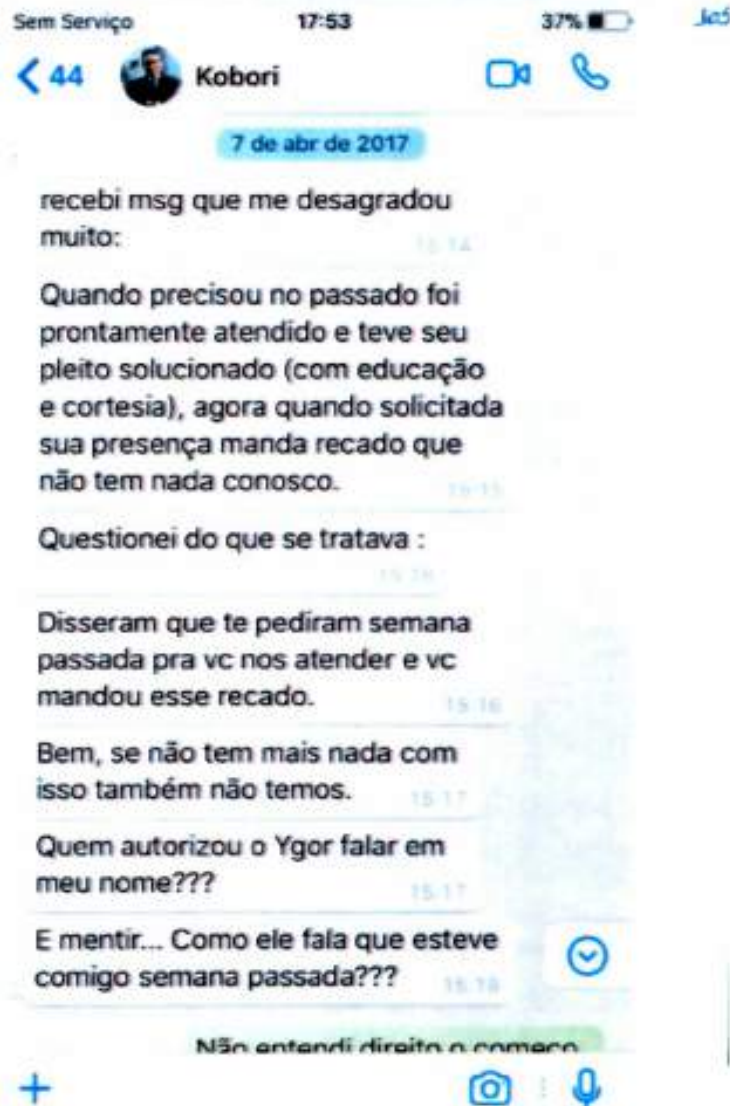 Sem Serviço 17:53 37%
44 Kobori
7 de abr de 2017
recebi msg que me desagradou
muito: 15:14
Quando precisou no passado foi
prontamente atendido e teve seu
pleito solucionado (com educação
e cortesia), agora quando solicitada
sua presença manda recado que
não tem nada conosco. 15:15
Questionei do que se tratava :
15:16
Disseram que te pediram semana
passada pra vc nos atender e vc
mandou esse recado. 15:16
Bem, se não tem mais nada com
isso também não temos. 15:17
Quem autorizou o Ygor falar em
meu nome??? 15:17
E mentir... Como ele fala que esteve
comigo semana passada??? 15:18
Não entendi direito o começo